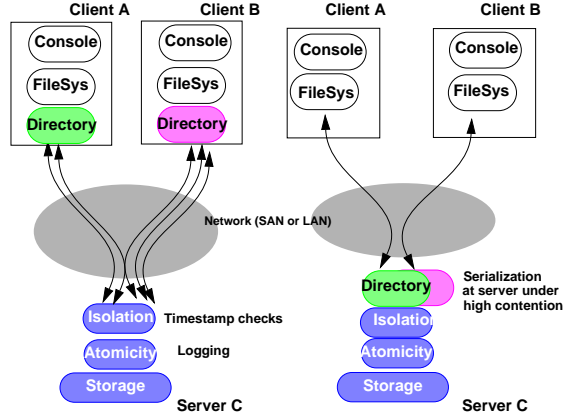 Client A
Client B
Console
Console
FileSys
FileSys
Directory
Directory
Network (SAN or LAN)
Isolation
Timestamp checks
Atomicity
Logging
Storage
Server C
Client A
Client B
Console
Console
FileSys
FileSys
Directory
Serialization
at server under
high contention
Isolation
Atomicity
Storage
Server C